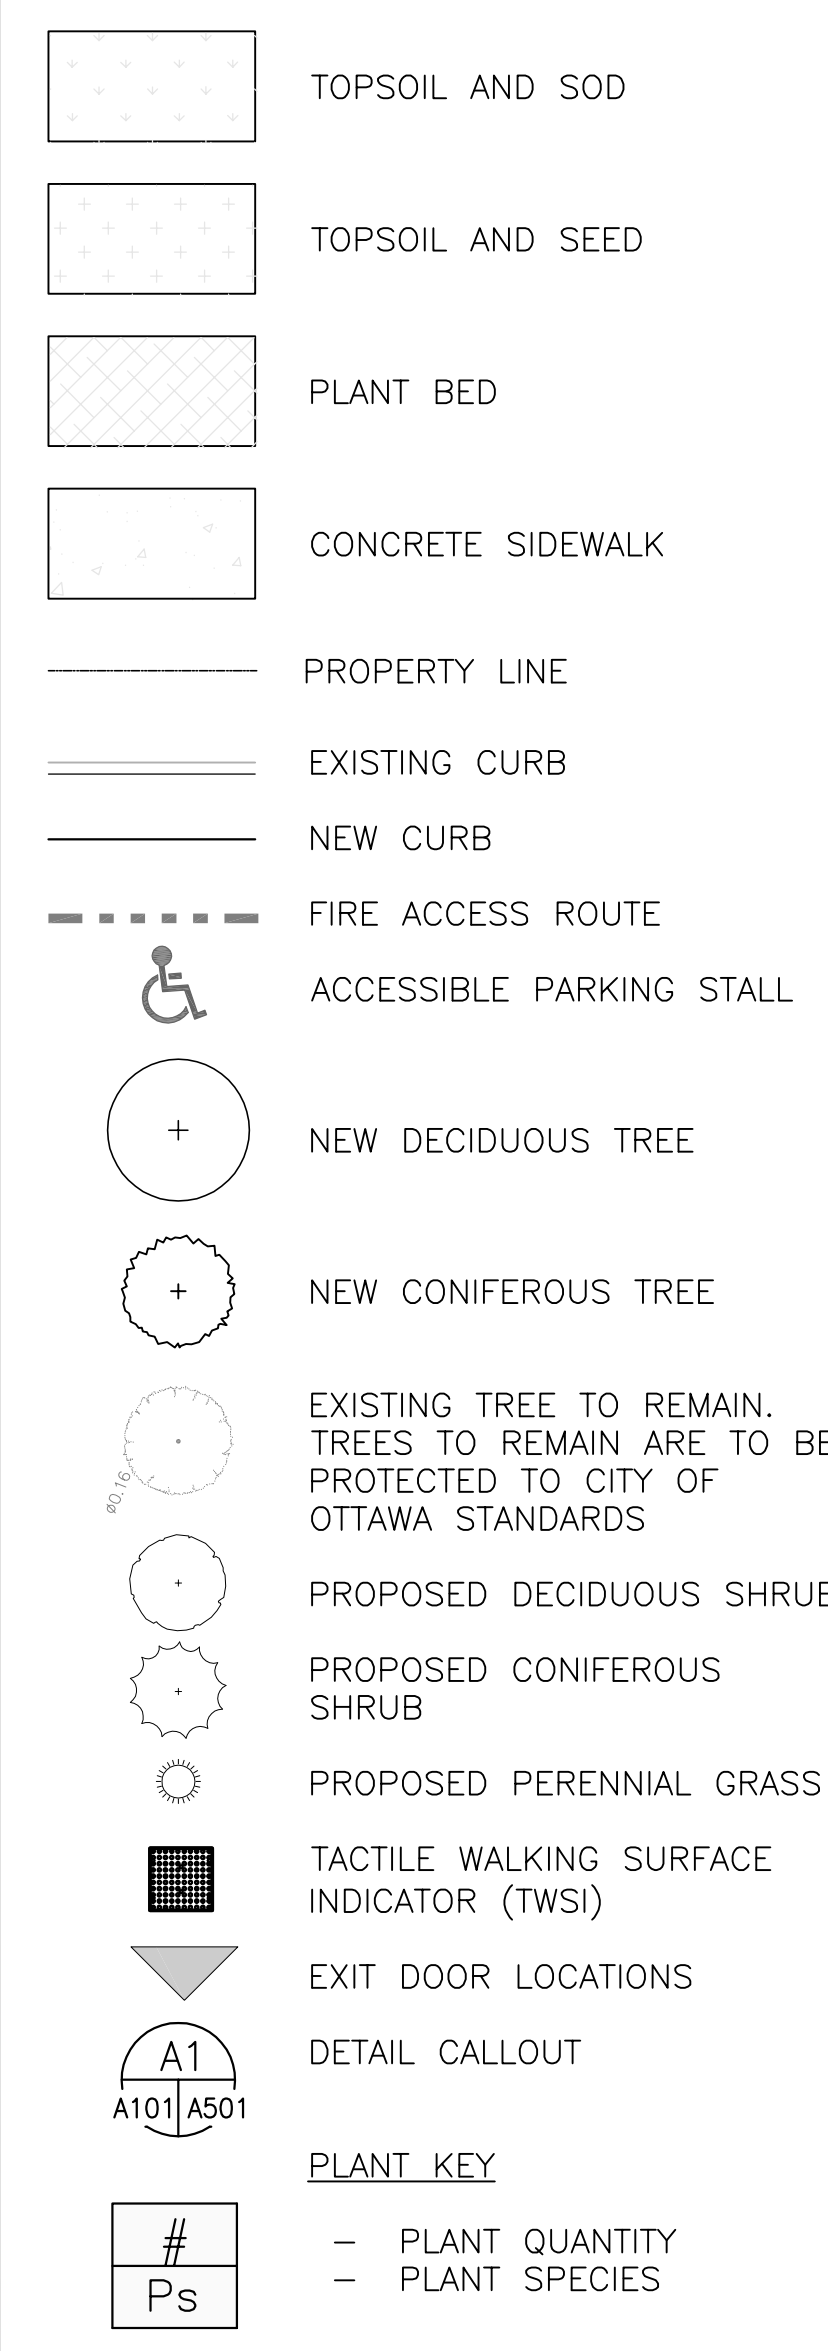 TOPSOIL AND SOD
TOPSOIL AND SEED
PLANT BED
CONCRETE SIDEWALK
PROPERTY LINE
EXISTING CURB
NEW CURB
FIRE ACCESS ROUTE
ACCESSIBLE PARKING STALL
NEW DECIDUOUS TREE
NEW CONIFEROUS TREE
EXISTING TREE TO REMAIN.
TREES TO REMAIN ARE TO BE
PROTECTED TO CITY OF
OTTAWA STANDARDS
ø0.16
PROPOSED DECIDUOUS SHRUB
PROPOSED CONIFEROUS
SHRUB
PROPOSED PERENNIAL GRASS
TACTILE WALKING SURFACE
INDICATOR (TWSI)
EXIT DOOR LOCATIONS
A1
A101 A501
DETAIL CALLOUT
PLANT KEY
# – PLANT QUANTITY
Ps – PLANT SPECIES